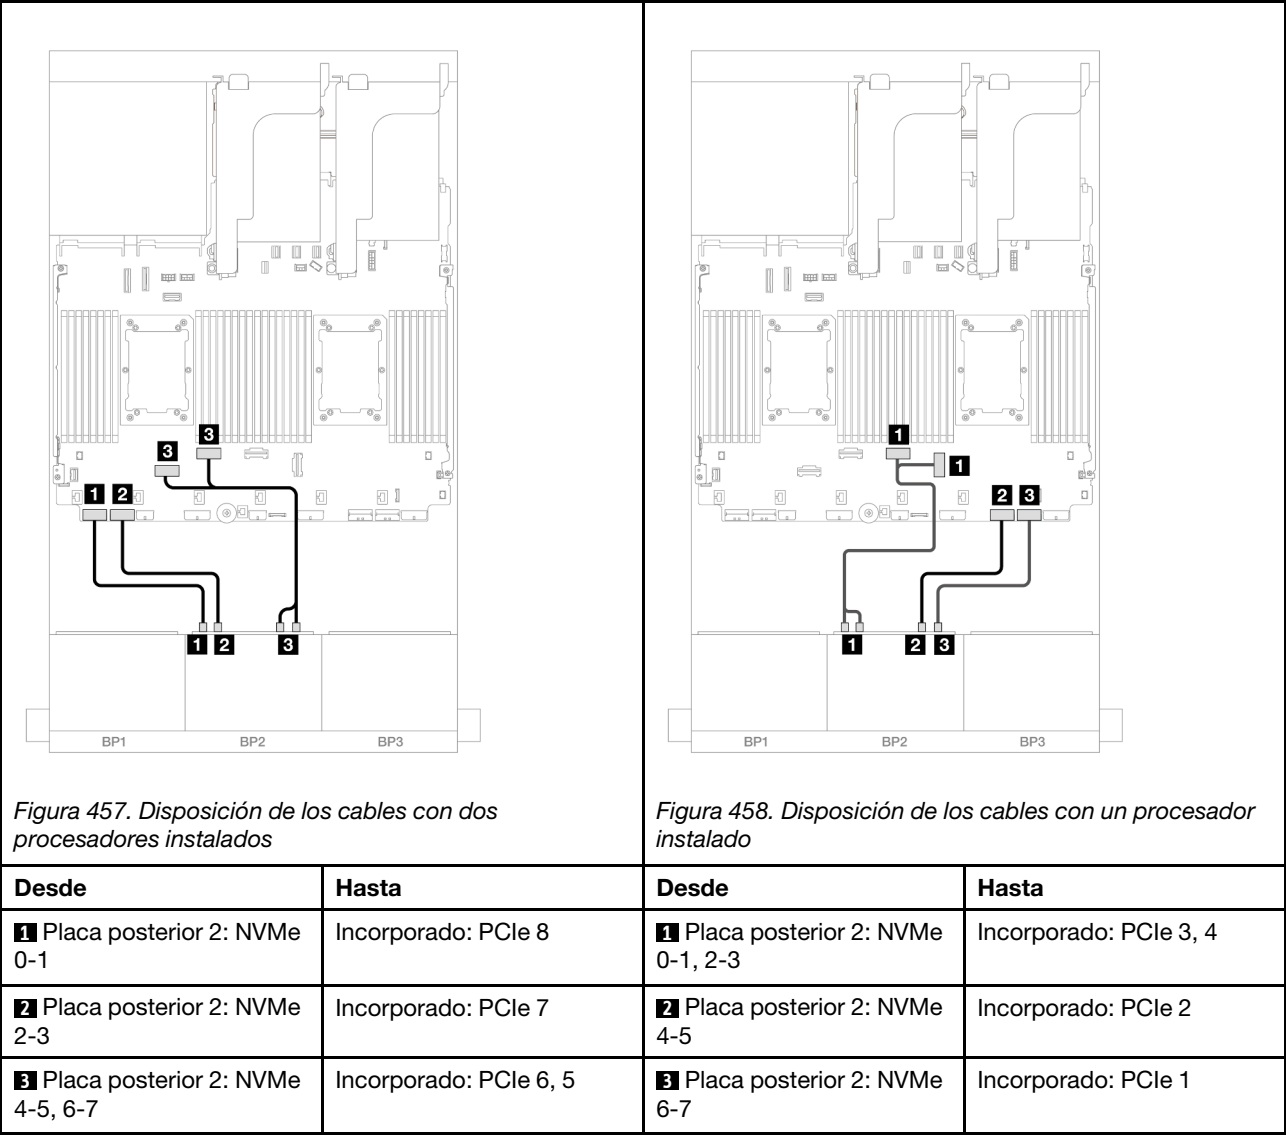 3
3
1 2
1 2 3
BP1 BP2 BP3
Figura 457. Disposición de los cables con dos
procesadores instalados
1
1
2 3
1 2 3
BP1 BP2 BP3
Figura 458. Disposición de los cables con un procesador
instalado
Desde Hasta Desde Hasta
1 Placa posterior 2: NVMe
0-1
Incorporado: PCIe 8
1 Placa posterior 2: NVMe
0-1, 2-3
Incorporado: PCIe 3, 4
2 Placa posterior 2: NVMe
2-3
Incorporado: PCIe 7
2 Placa posterior 2: NVMe
4-5
Incorporado: PCIe 2
3 Placa posterior 2: NVMe
4-5, 6-7
Incorporado: PCIe 6, 5
3 Placa posterior 2: NVMe
6-7
Incorporado: PCIe 1